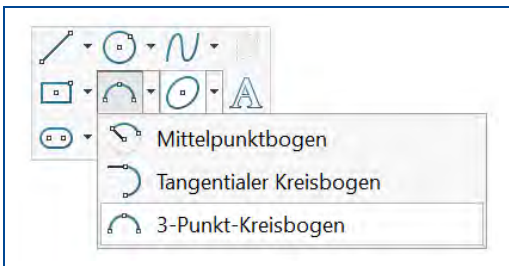 A
Mittelpunktbogen
Tangentialer Kreisbogen
3-Punkt-Kreisbogen